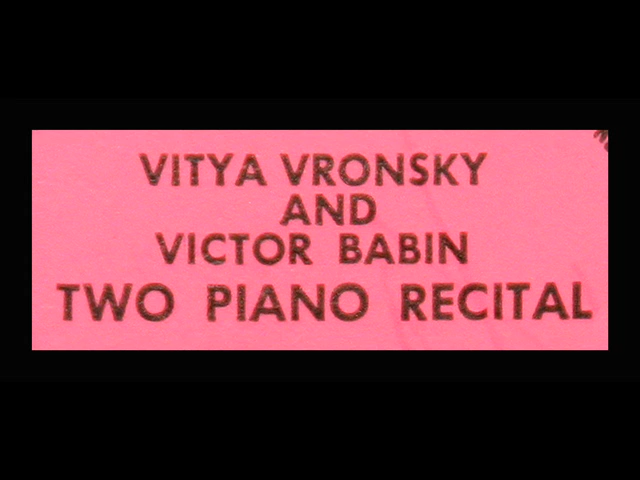 VITYA VRONSKY
AND
VICTOR BABIN
TWO PIANO RECITAL